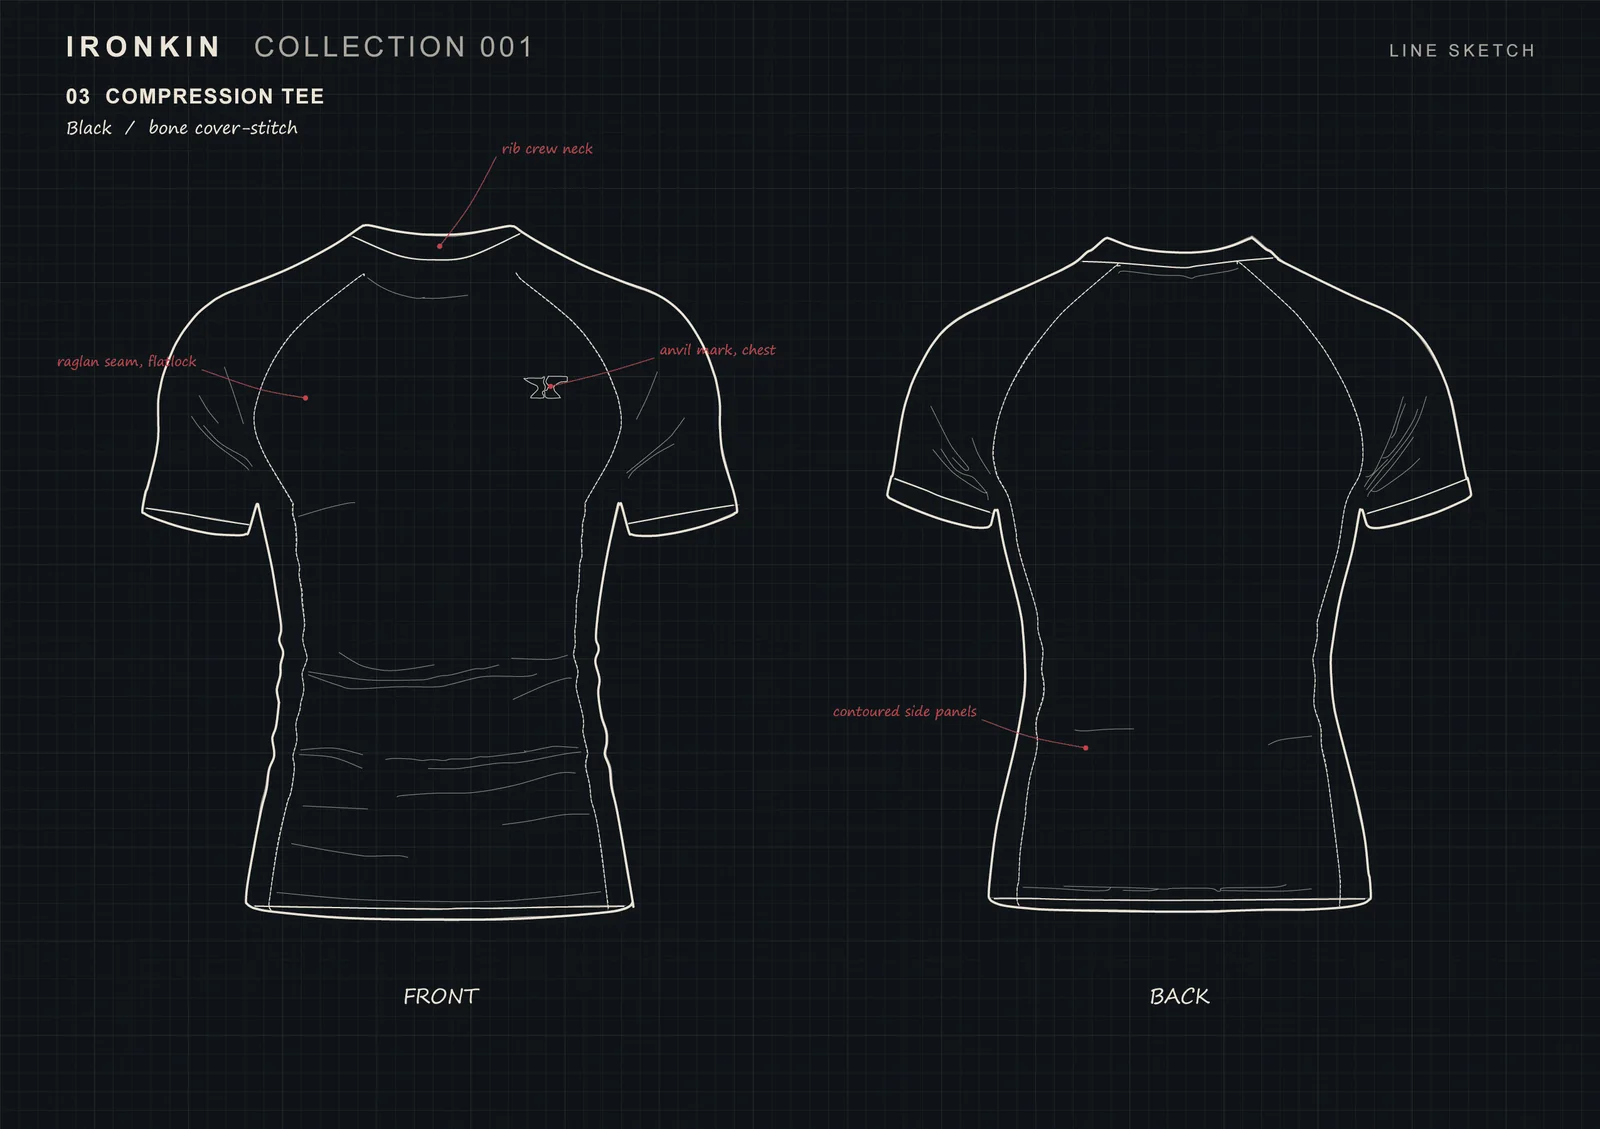 IRONKIN COLLECTION 001
LINE SKETCH
03 COMPRESSION TEE
Black / bone cover-stitch
rib crew neck
raglan seam, flatlock
anvil mark, chest
contoured side panels
FRONT
BACK